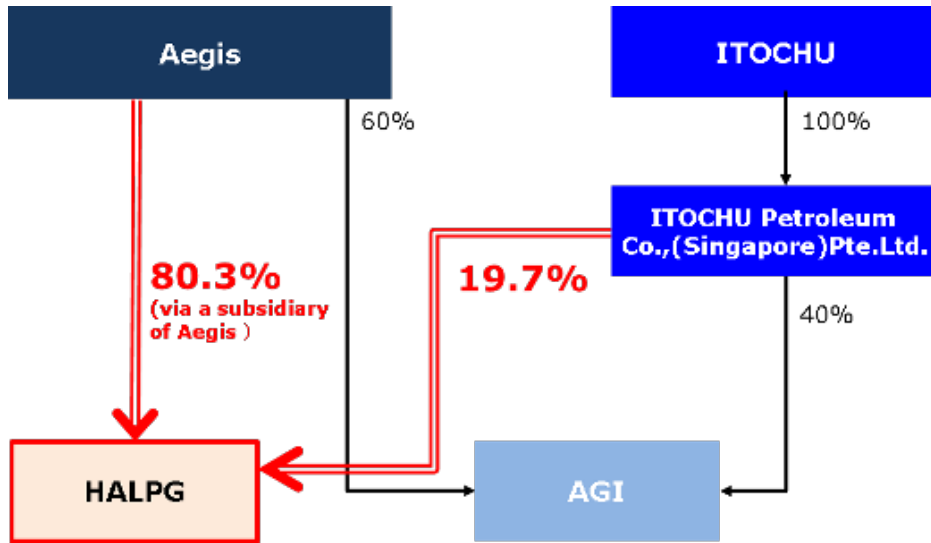 Aegis
ITOCHU
60%
100%
ITOCHU Petroleum
Co.,(Singapore)Pte.Ltd.
80.3%
(via a subsidiary
of Aegis )
19.7%
40%
HALPG
AGI